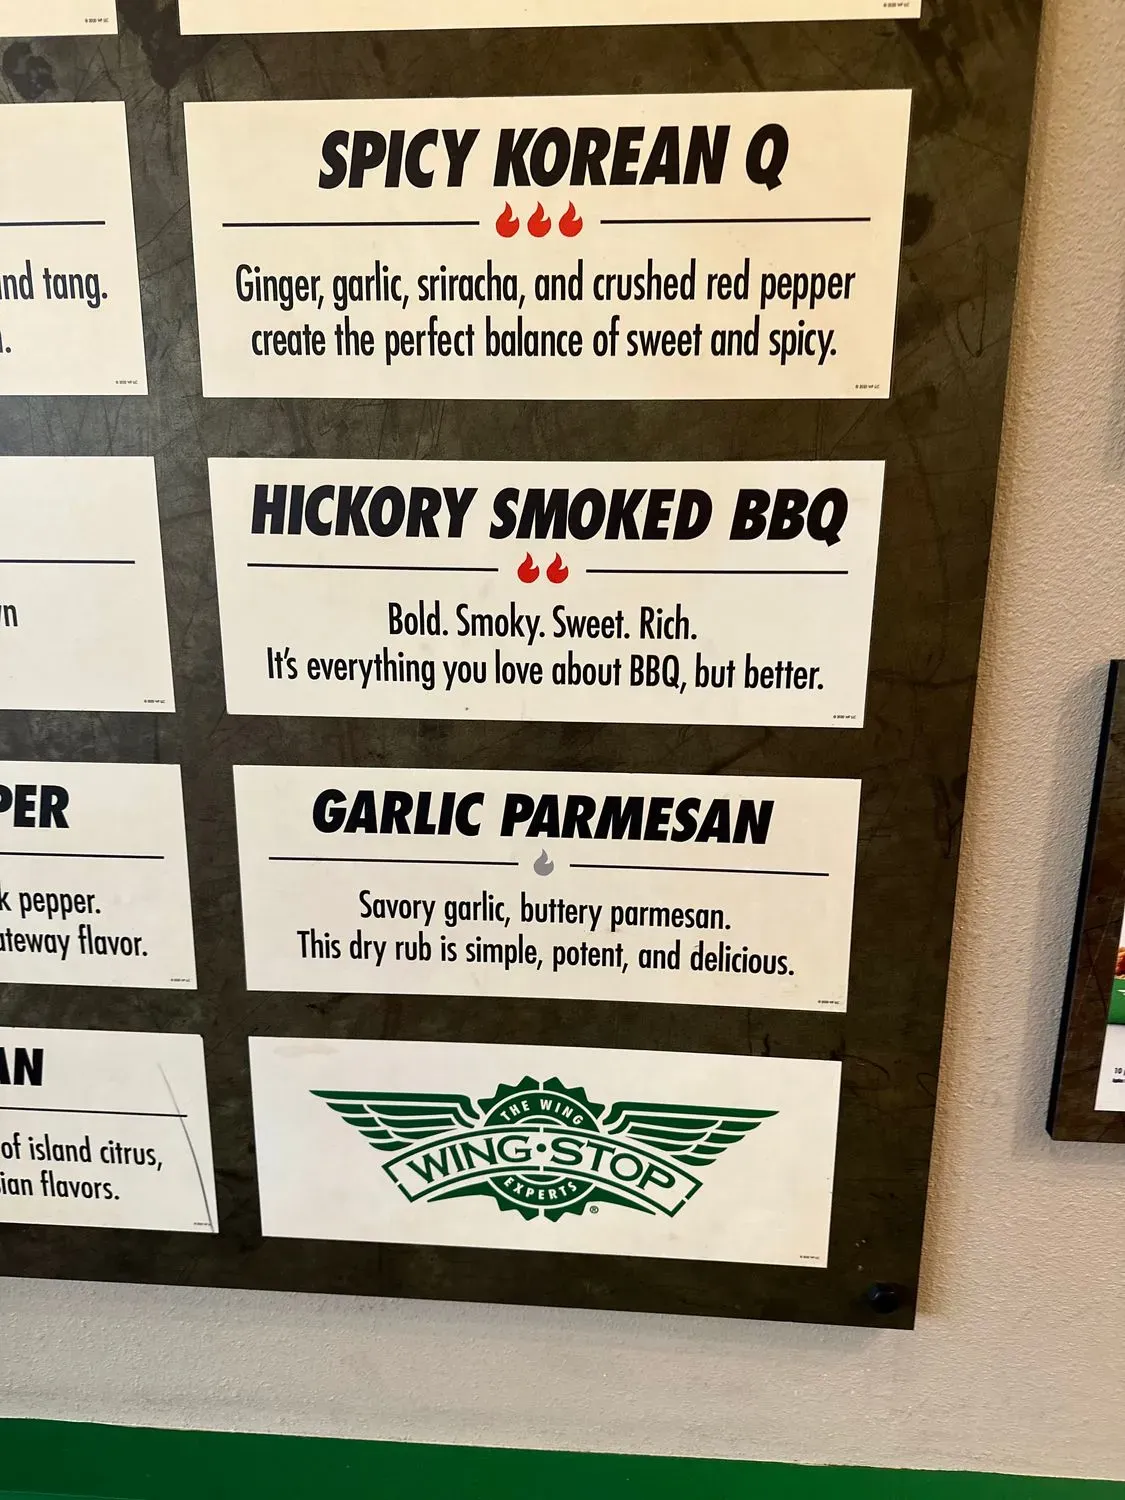 SPICY KOREAN Q
Ginger, garlic, sriracha, and crushed red pepper
create the perfect balance of sweet and spicy.
nd tang.
HICKORY SMOKED BBQ
Bold. Smoky. Sweet. Rich.
It's everything you love about BBQ, but better.
PER
k pepper.
ateway flavor.
GARLIC PARMESAN
Savory garlic, buttery parmesan.
This dry rub is simple, potent, and delicious.
AN
of island citrus,
ian flavors.
THE WING
WING·STOP
EXPERTS
®